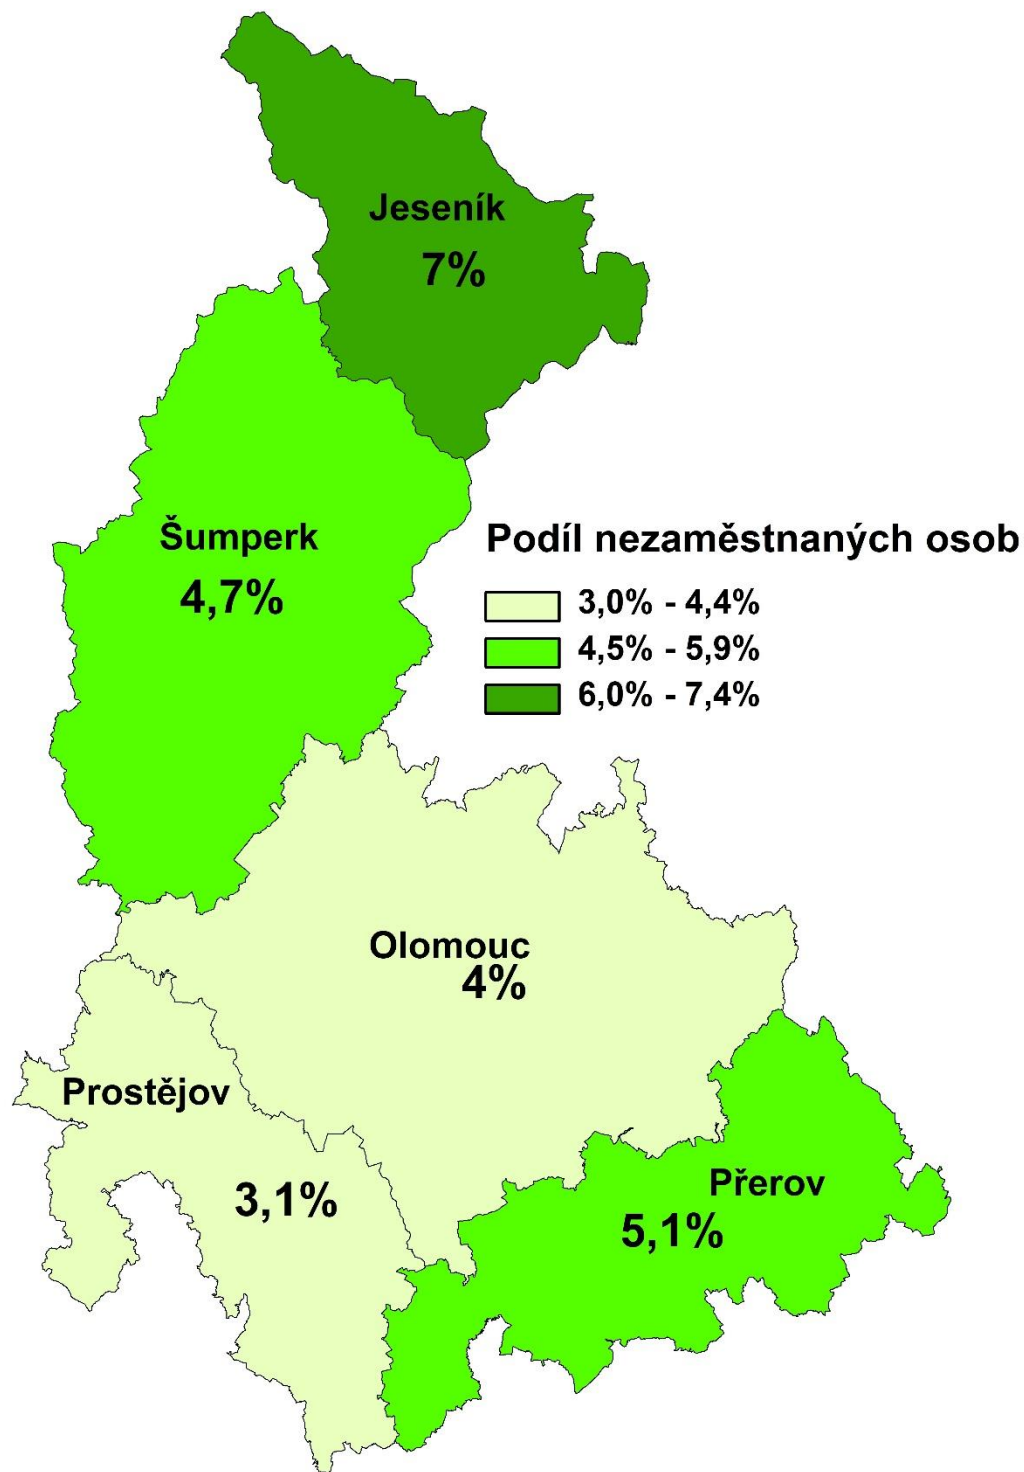 Jeseník
7%
Šumperk
4,7%
Podíl nezaměstnaných osob
3,0% - 4,4%
4,5% - 5,9%
6,0% - 7,4%
Olomouc
4%
Prostějov
3,1%
Přerov
5,1%